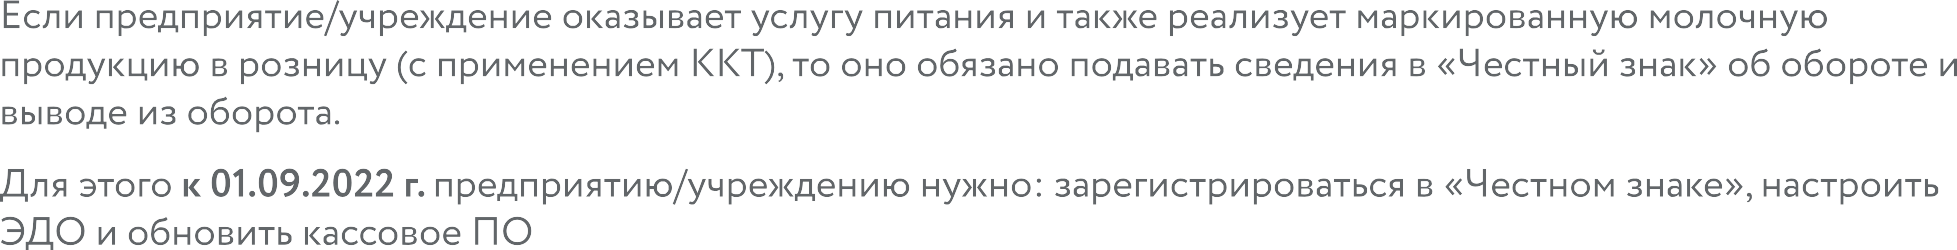 Если предприятие/учреждение оказывает услугу питания и также реализует маркированную молочную
продукцию в розницу (с применением ККТ), то оно обязано подавать сведения в «Честный знак» об обороте и
выводе из оборота.
Для этого к 01.09.2022 г. предприятию/учреждению нужно: зарегистрироваться в «Честном знаке», настроить
ЭДО и обновить кассовое ПО